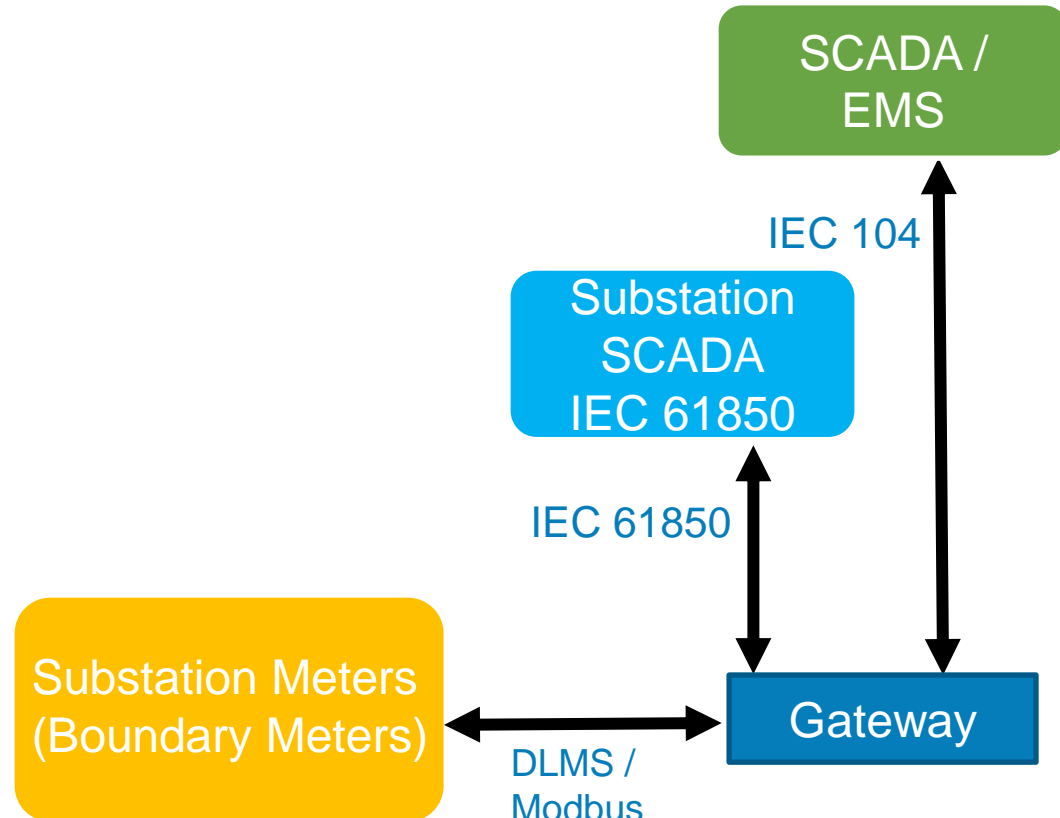 SCADA /
EMS
IEC 104
Substation
SCADA
IEC 61850
IEC 61850
Substation Meters
(Boundary Meters)
Gateway
DLMS /
Modbus